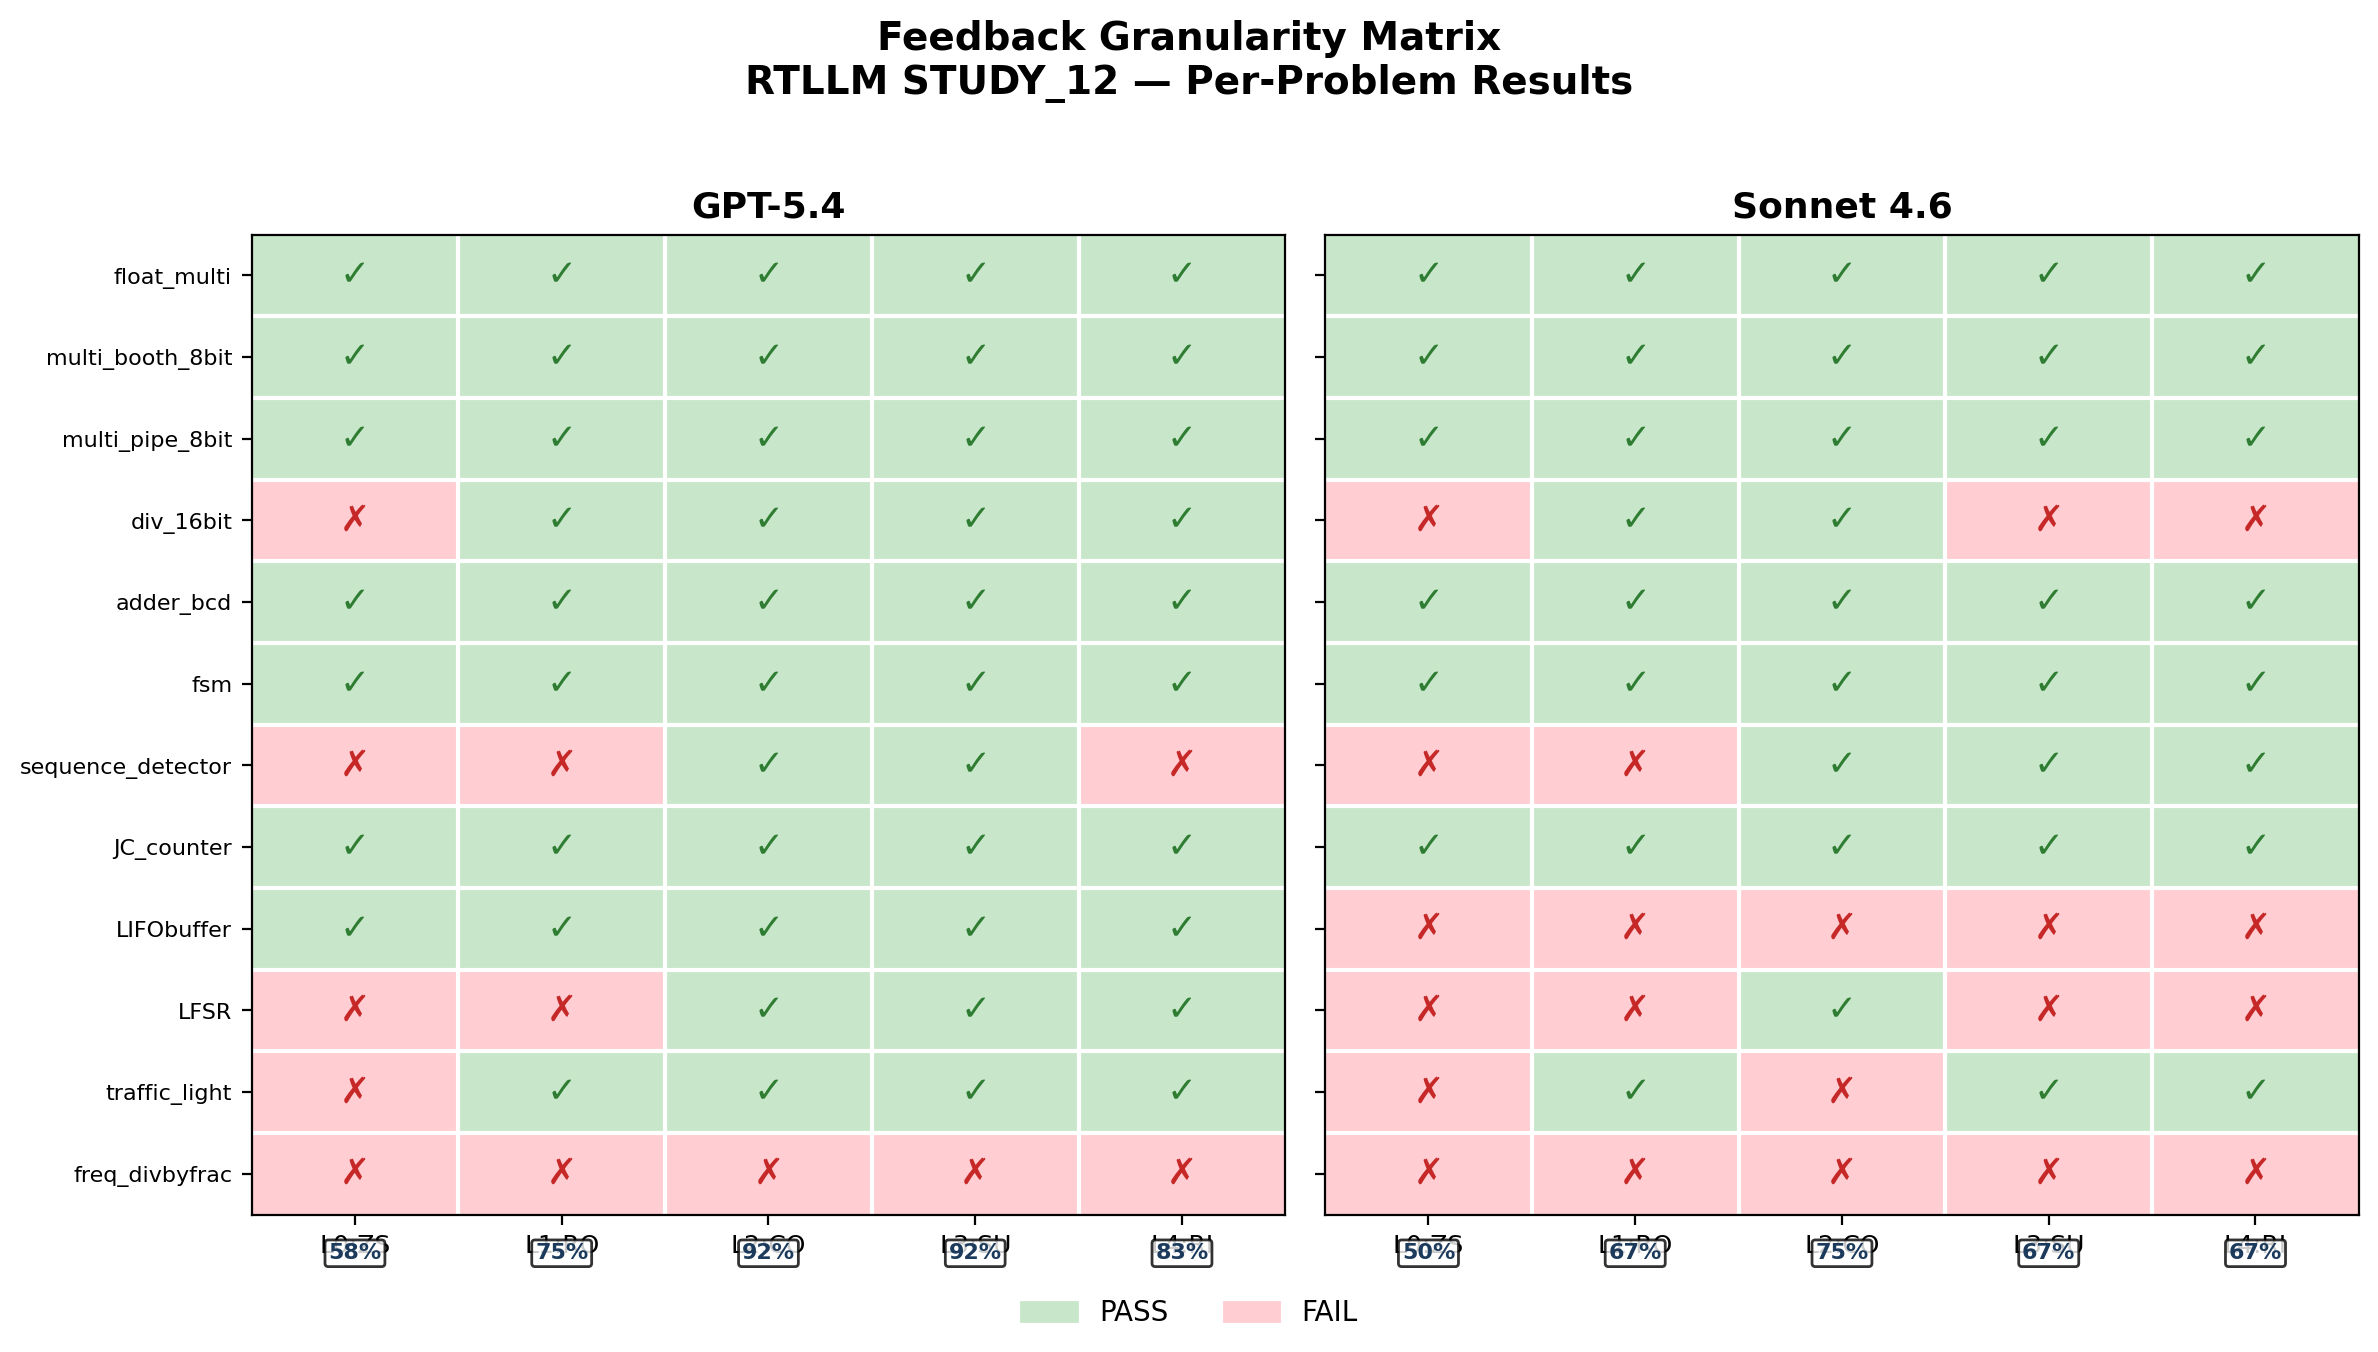 Feedback Granularity Matrix
RTLLM STUDY_12 — Per-Problem Results
GPT-5.4
Sonnet 4.6
float_multi ✓ ✓ ✓ ✓ ✓ ✓ ✓ ✓ ✓ ✓
multi_booth_8bit ✓ ✓ ✓ ✓ ✓ ✓ ✓ ✓ ✓ ✓
multi_pipe_8bit ✓ ✓ ✓ ✓ ✓ ✓ ✓ ✓ ✓ ✓
div_16bit ✗ ✓ ✓ ✓ ✓ ✗ ✓ ✓ ✗ ✗
adder_bcd ✓ ✓ ✓ ✓ ✓ ✓ ✓ ✓ ✓ ✓
fsm ✓ ✓ ✓ ✓ ✓ ✓ ✓ ✓ ✓ ✓
sequence_detector ✗ ✗ ✓ ✓ ✗ ✗ ✗ ✓ ✓ ✓
JC_counter ✓ ✓ ✓ ✓ ✓ ✓ ✓ ✓ ✓ ✓
LIFObuffer ✓ ✓ ✓ ✓ ✓ ✗ ✗ ✗ ✗ ✗
LFSR ✗ ✗ ✓ ✓ ✓ ✗ ✗ ✓ ✗ ✗
traffic_light ✗ ✓ ✓ ✓ ✓ ✗ ✓ ✗ ✓ ✓
freq_divbyfrac ✗ ✗ ✗ ✗ ✗ ✗ ✗ ✗ ✗ ✗
58% 75% 92% 92% 83% 50% 67% 75% 67% 67%
PASS FAIL